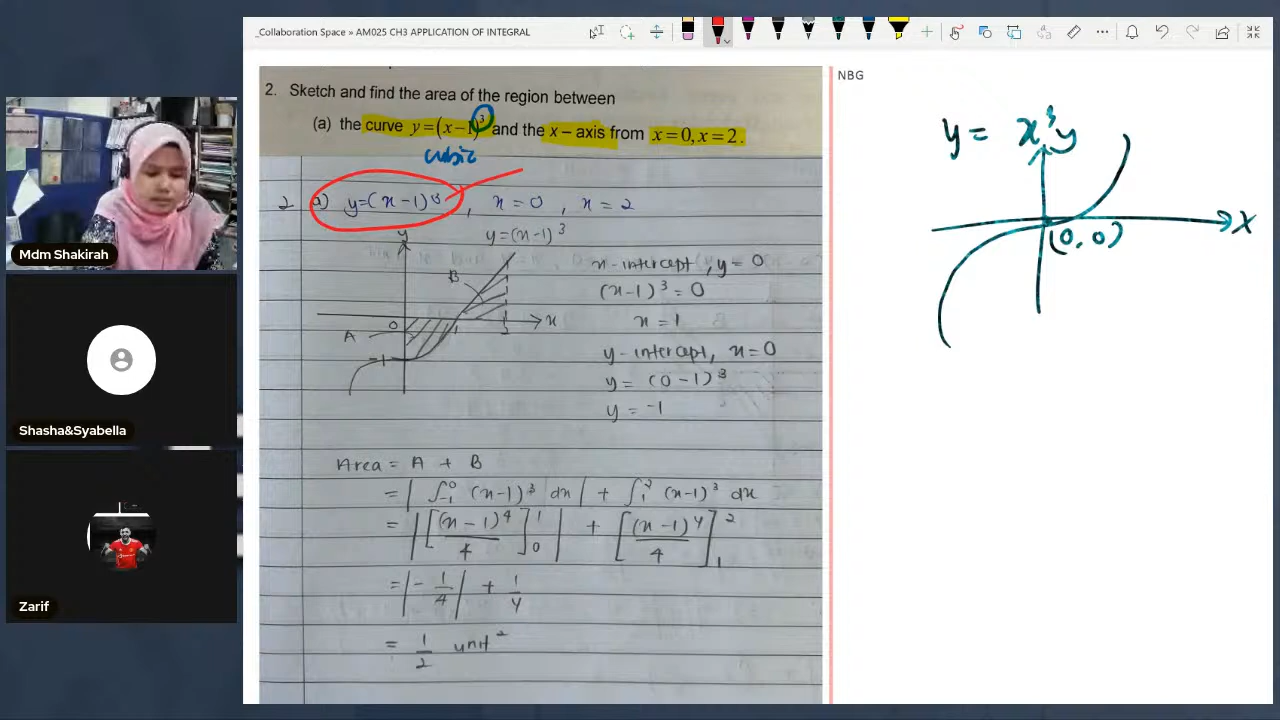 _Collaboration Space » AM025 CH3 APPLICATION OF INTEGRAL
2. Sketch and find the area of the region between
(a) the curve y=(x−1)³ and the x − axis from x=0, x=2.
cubic
2 a) y=(x−1)³, x=0, x=2
y=(x−1)³
y
B
x
0
1
2
A
−1
x-intercept, y=0
(x−1)³=0
x=1
y-intercept, x=0
y=(0−1)³
y=−1
Area = A + B
= | ∫₋₁⁰ (x−1)³ dx | + ∫₁² (x−1)³ dx
= | [(x−1)⁴/4]₀¹ | + [(x−1)⁴/4]₁²
= |−1/4| + 1/4
= 1/2 unit²
NBG
y = x³
y
x
(0,0)
Mdm Shakirah
Shasha&Syabella
Zarif